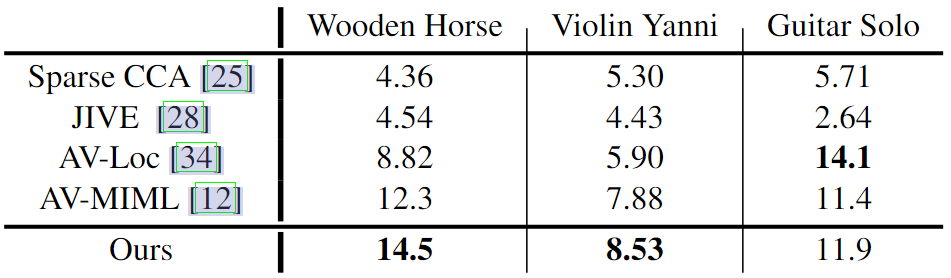 Wooden Horse Violin Yanni Guitar Solo
Sparse CCA [25] 4.36 5.30 5.71
JIVE [28] 4.54 4.43 2.64
AV-Loc [34] 8.82 5.90 14.1
AV-MIML [12] 12.3 7.88 11.4
Ours 14.5 8.53 11.9